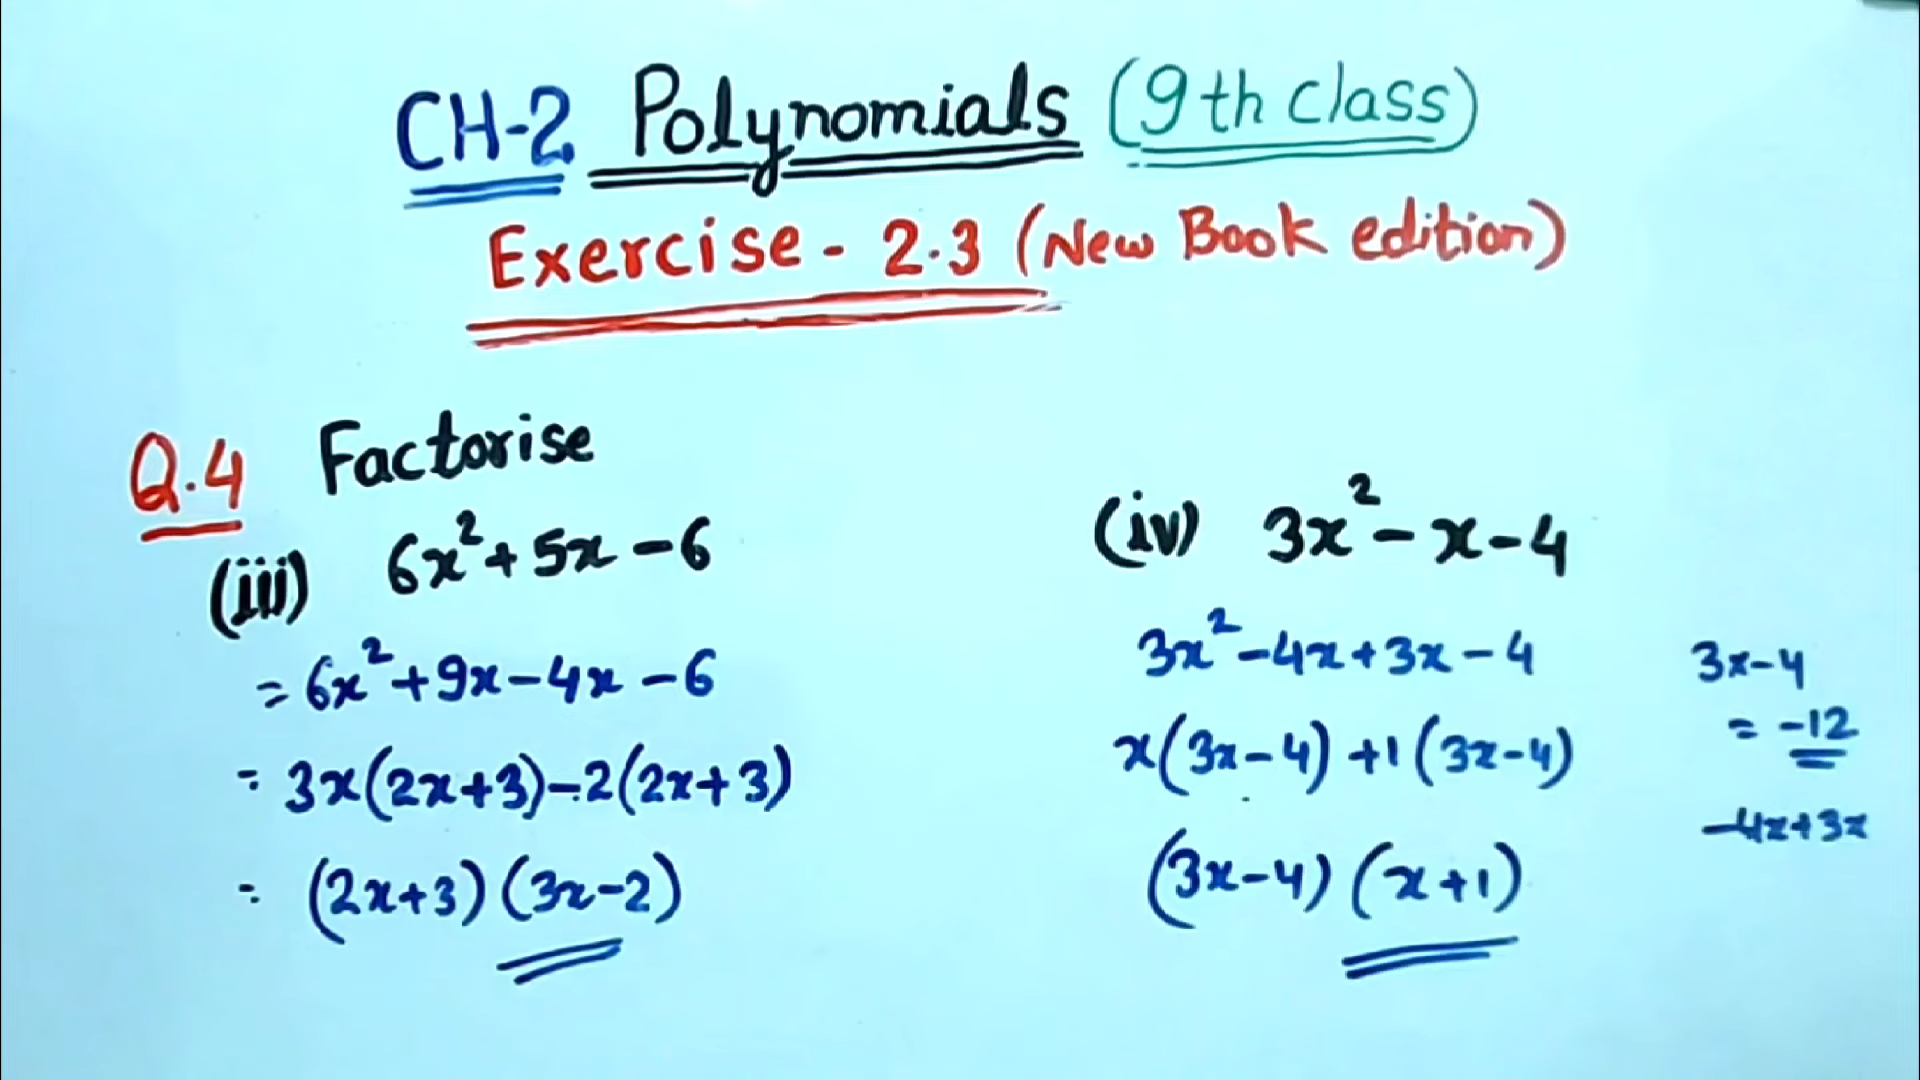 CH-2 Polynomials (9th class)
Exercise - 2.3 (New Book edition)
Q.4 Factorise
(iii) 6x²+5x-6
= 6x²+9x-4x-6
= 3x(2x+3)-2(2x+3)
= (2x+3)(3x-2)
(iv) 3x²-x-4
3x²-4x+3x-4
x(3x-4)+1(3x-4)
(3x-4)(x+1)
3x-4
= -12
-4x+3x